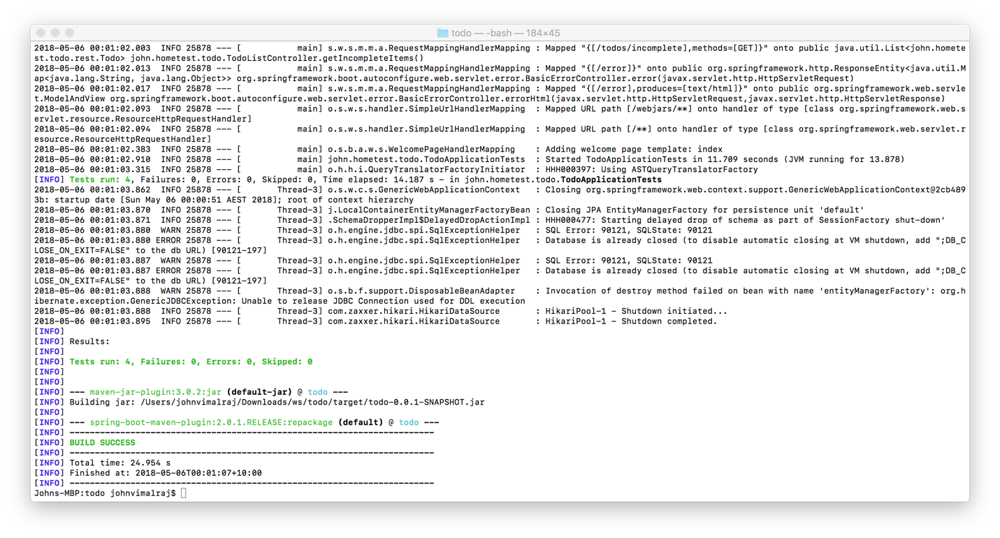 todo — -bash — 184×45
2018-05-06 00:01:02.003  INFO 25878 --- [           main] s.w.s.m.m.a.RequestMappingHandlerMapping : Mapped "{[/todos/incomplete],methods=[GET]}" onto public java.util.List<john.homete
st.todo.rest.Todo> john.hometest.todo.TodoListController.getIncompleteItems()
2018-05-06 00:01:02.013  INFO 25878 --- [           main] s.w.s.m.m.a.RequestMappingHandlerMapping : Mapped "{[/error]}" onto public org.springframework.http.ResponseEntity<java.util.M
ap<java.lang.String, java.lang.Object>> org.springframework.boot.autoconfigure.web.servlet.error.BasicErrorController.error(javax.servlet.http.HttpServletRequest)
2018-05-06 00:01:02.017  INFO 25878 --- [           main] s.w.s.m.m.a.RequestMappingHandlerMapping : Mapped "{[/error],produces=[text/html]}" onto public org.springframework.web.servle
t.ModelAndView org.springframework.boot.autoconfigure.web.servlet.error.BasicErrorController.errorHtml(javax.servlet.http.HttpServletRequest,javax.servlet.http.HttpServletResponse)
2018-05-06 00:01:02.093  INFO 25878 --- [           main] o.s.w.s.handler.SimpleUrlHandlerMapping  : Mapped URL path [/webjars/**] onto handler of type [class org.springframework.web.s
ervlet.resource.ResourceHttpRequestHandler]
2018-05-06 00:01:02.094  INFO 25878 --- [           main] o.s.w.s.handler.SimpleUrlHandlerMapping  : Mapped URL path [/**] onto handler of type [class org.springframework.web.servlet.r
esource.ResourceHttpRequestHandler]
2018-05-06 00:01:02.383  INFO 25878 --- [           main] o.s.b.a.w.s.WelcomePageHandlerMapping    : Adding welcome page template: index
2018-05-06 00:01:02.910  INFO 25878 --- [           main] john.hometest.todo.TodoApplicationTests  : Started TodoApplicationTests in 11.709 seconds (JVM running for 13.878)
2018-05-06 00:01:03.315  INFO 25878 --- [           main] o.h.h.i.QueryTranslatorFactoryInitiator  : HHH000397: Using ASTQueryTranslatorFactory
[INFO] Tests run: 4, Failures: 0, Errors: 0, Skipped: 0, Time elapsed: 14.187 s - in john.hometest.todo.TodoApplicationTests
2018-05-06 00:01:03.862  INFO 25878 --- [       Thread-3] o.s.w.c.s.GenericWebApplicationContext   : Closing org.springframework.web.context.support.GenericWebApplicationContext@2cb489
3b: startup date [Sun May 06 00:00:51 AEST 2018]; root of context hierarchy
2018-05-06 00:01:03.870  INFO 25878 --- [       Thread-3] j.LocalContainerEntityManagerFactoryBean : Closing JPA EntityManagerFactory for persistence unit 'default'
2018-05-06 00:01:03.871  INFO 25878 --- [       Thread-3] .SchemaDropperImpl$DelayedDropActionImpl : HHH000477: Starting delayed drop of schema as part of SessionFactory shut-down'
2018-05-06 00:01:03.880  WARN 25878 --- [       Thread-3] o.h.engine.jdbc.spi.SqlExceptionHelper   : SQL Error: 90121, SQLState: 90121
2018-05-06 00:01:03.880 ERROR 25878 --- [       Thread-3] o.h.engine.jdbc.spi.SqlExceptionHelper   : Database is already closed (to disable automatic closing at VM shutdown, add ";DB_C
LOSE_ON_EXIT=FALSE" to the db URL) [90121-197]
2018-05-06 00:01:03.887  WARN 25878 --- [       Thread-3] o.h.engine.jdbc.spi.SqlExceptionHelper   : SQL Error: 90121, SQLState: 90121
2018-05-06 00:01:03.887 ERROR 25878 --- [       Thread-3] o.h.engine.jdbc.spi.SqlExceptionHelper   : Database is already closed (to disable automatic closing at VM shutdown, add ";DB_C
LOSE_ON_EXIT=FALSE" to the db URL) [90121-197]
2018-05-06 00:01:03.888  WARN 25878 --- [       Thread-3] o.s.b.f.support.DisposableBeanAdapter    : Invocation of destroy method failed on bean with name 'entityManagerFactory': org.h
ibernate.exception.GenericJDBCException: Unable to release JDBC Connection used for DDL execution
2018-05-06 00:01:03.888  INFO 25878 --- [       Thread-3] com.zaxxer.hikari.HikariDataSource       : HikariPool-1 - Shutdown initiated...
2018-05-06 00:01:03.895  INFO 25878 --- [       Thread-3] com.zaxxer.hikari.HikariDataSource       : HikariPool-1 - Shutdown completed.
[INFO]
[INFO] Results:
[INFO]
[INFO] Tests run: 4, Failures: 0, Errors: 0, Skipped: 0
[INFO]
[INFO]
[INFO] --- maven-jar-plugin:3.0.2:jar (default-jar) @ todo ---
[INFO] Building jar: /Users/johnvimalraj/Downloads/ws/todo/target/todo-0.0.1-SNAPSHOT.jar
[INFO]
[INFO] --- spring-boot-maven-plugin:2.0.1.RELEASE:repackage (default) @ todo ---
[INFO] ------------------------------------------------------------------------
[INFO] BUILD SUCCESS
[INFO] ------------------------------------------------------------------------
[INFO] Total time: 24.954 s
[INFO] Finished at: 2018-05-06T00:01:07+10:00
[INFO] ------------------------------------------------------------------------
Johns-MBP:todo johnvimalraj$